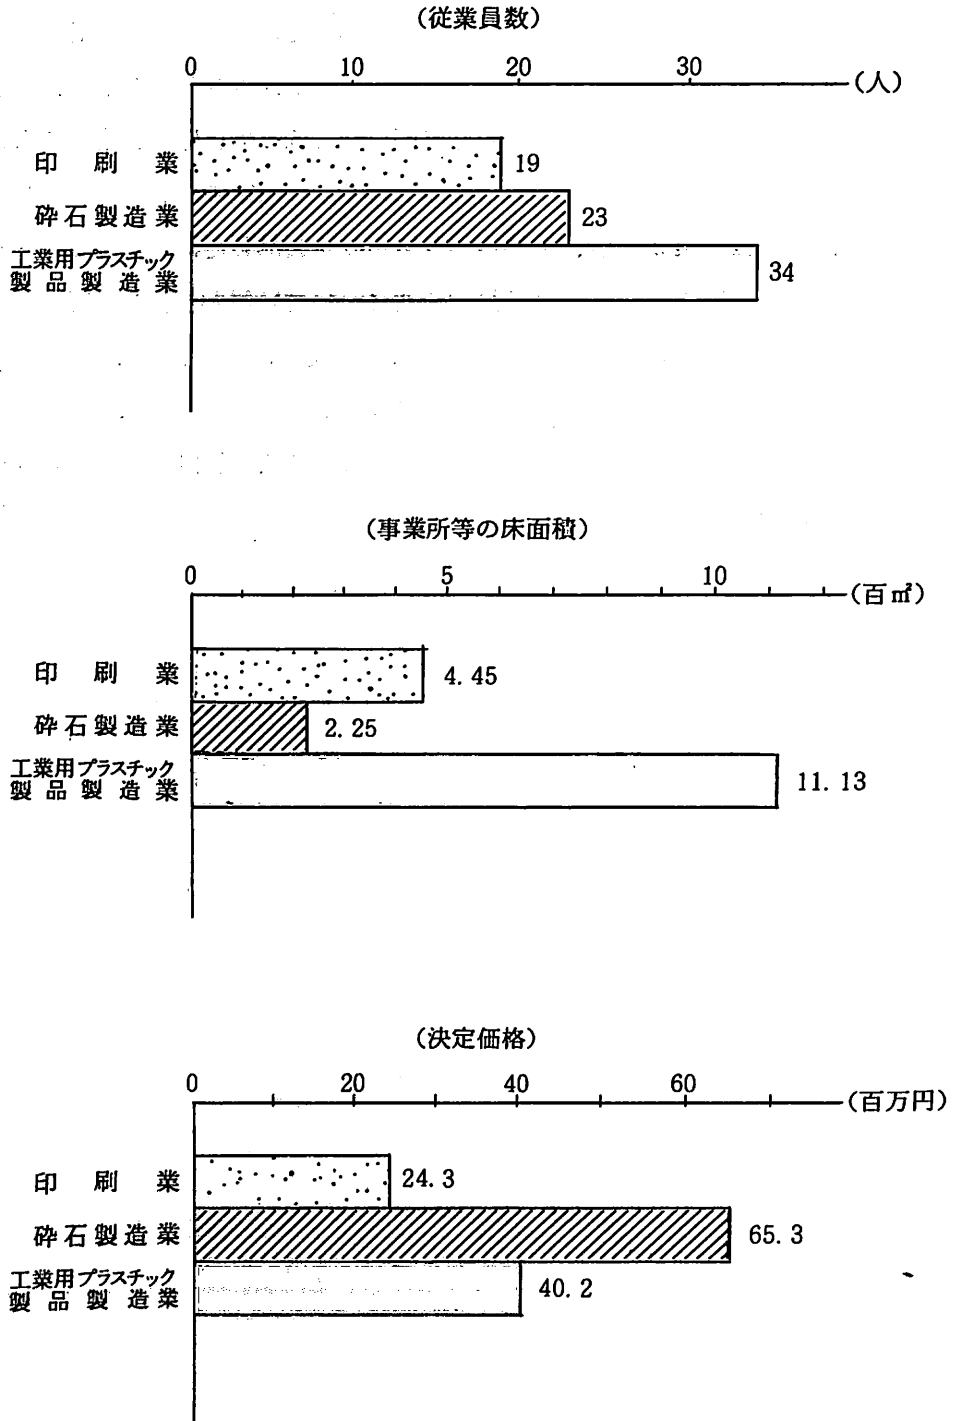 （従業員数）
0 10 20 30 （人）
印刷業 19
砕石製造業 23
工業用プラスチック
製品製造業 34
（事業所等の床面積）
0 5 10 （百㎡）
印刷業 4.45
砕石製造業 2.25
工業用プラスチック
製品製造業 11.13
（決定価格）
0 20 40 60 （百万円）
印刷業 24.3
砕石製造業 65.3
工業用プラスチック
製品製造業 40.2